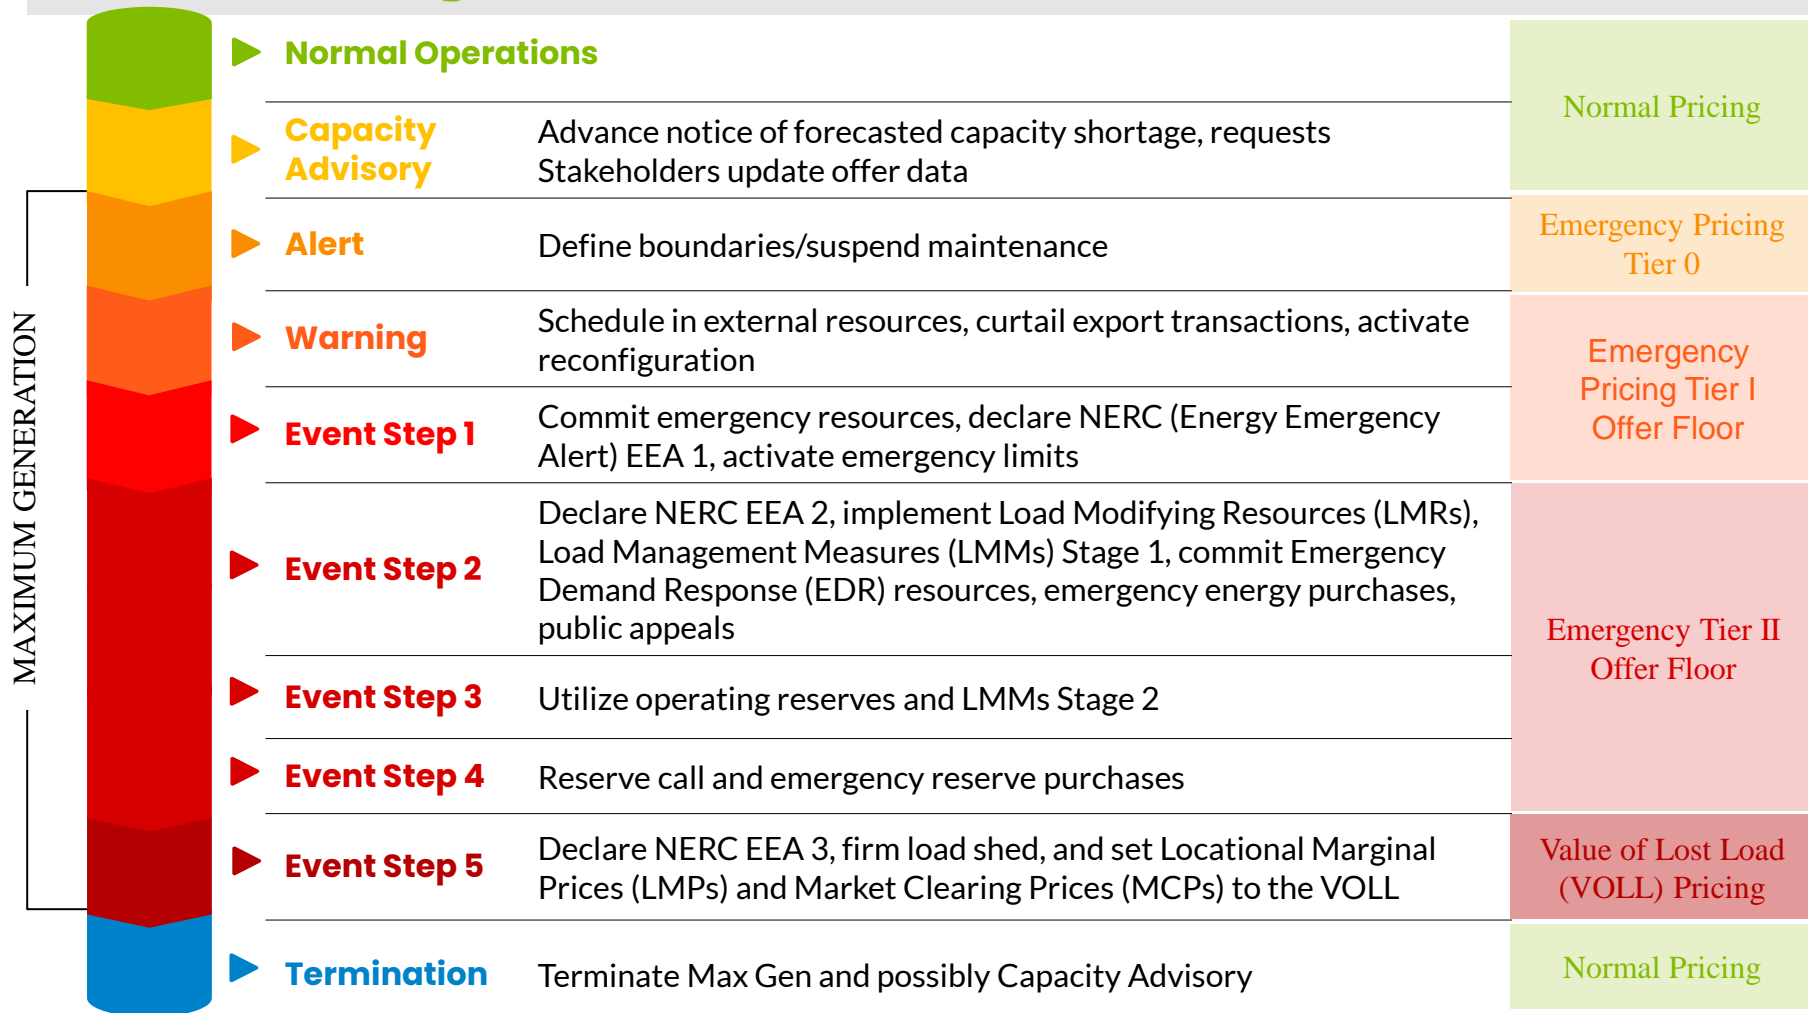 Normal Operations
Normal Pricing
Capacity
Advisory
Advance notice of forecasted capacity shortage, requests
Stakeholders update offer data
Alert
Define boundaries/suspend maintenance
Emergency Pricing
Tier 0
Warning
Schedule in external resources, curtail export transactions, activate
reconfiguration
Emergency
Pricing Tier I
Offer Floor
Event Step 1
Commit emergency resources, declare NERC (Energy Emergency
Alert) EEA 1, activate emergency limits
MAXIMUM GENERATION
Event Step 2
Declare NERC EEA 2, implement Load Modifying Resources (LMRs),
Load Management Measures (LMMs) Stage 1, commit Emergency
Demand Response (EDR) resources, emergency energy purchases,
public appeals
Emergency Tier II
Offer Floor
Event Step 3
Utilize operating reserves and LMMs Stage 2
Event Step 4
Reserve call and emergency reserve purchases
Event Step 5
Declare NERC EEA 3, firm load shed, and set Locational Marginal
Prices (LMPs) and Market Clearing Prices (MCPs) to the VOLL
Value of Lost Load
(VOLL) Pricing
Termination
Terminate Max Gen and possibly Capacity Advisory
Normal Pricing